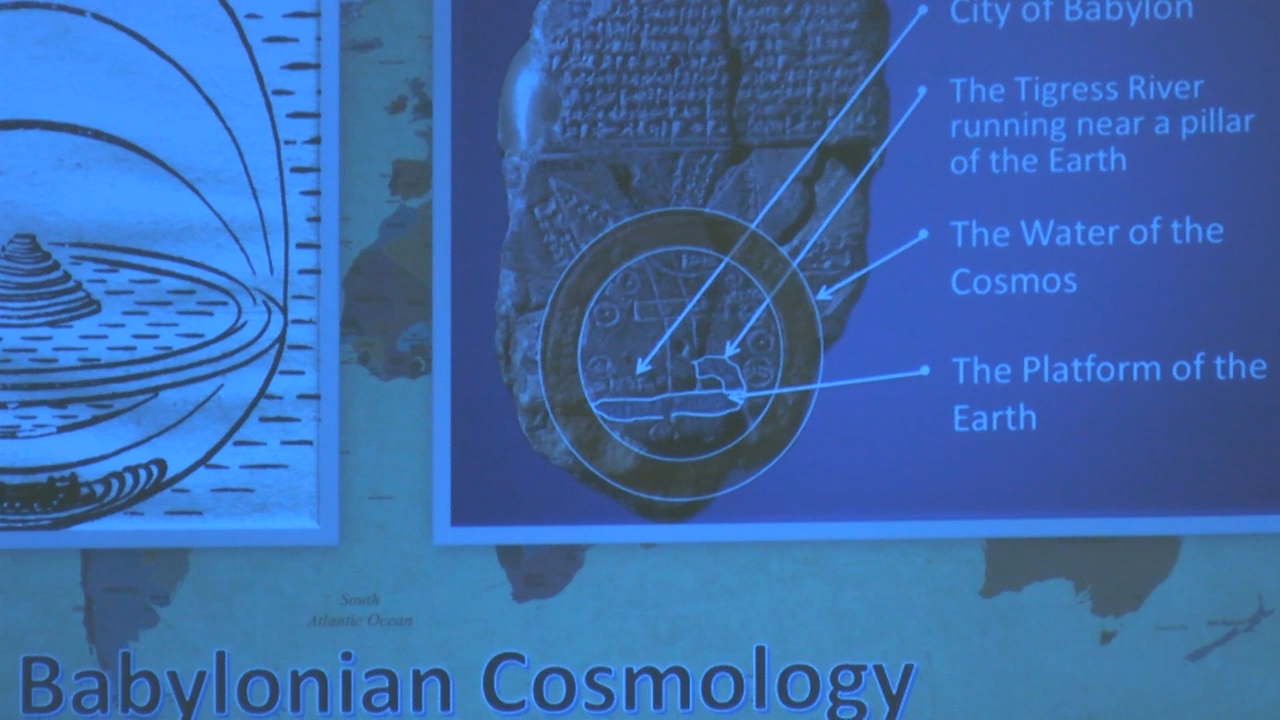 City of Babylon
The Tigress River
running near a pillar
of the Earth
The Water of the
Cosmos
The Platform of the
Earth
South
Atlantic Ocean
Babylonian Cosmology